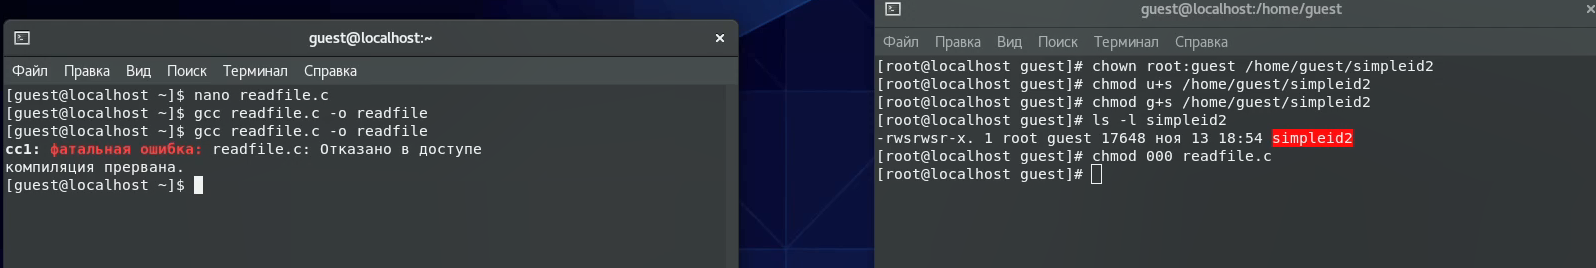 guest@localhost:~
×
Файл Правка Вид Поиск Терминал Справка
[guest@localhost ~]$ nano readfile.c
[guest@localhost ~]$ gcc readfile.c -o readfile
[guest@localhost ~]$ gcc readfile.c -o readfile
cc1: фатальная ошибка: readfile.c: Отказано в доступе
компиляция прервана.
[guest@localhost ~]$
guest@localhost:/home/guest
×
Файл Правка Вид Поиск Терминал Справка
[root@localhost guest]# chown root:guest /home/guest/simpleid2
[root@localhost guest]# chmod u+s /home/guest/simpleid2
[root@localhost guest]# chmod g+s /home/guest/simpleid2
[root@localhost guest]# ls -l simpleid2
-rwsrwsr-x. 1 root guest 17648 ноя 13 18:54 simpleid2
[root@localhost guest]# chmod 000 readfile.c
[root@localhost guest]#